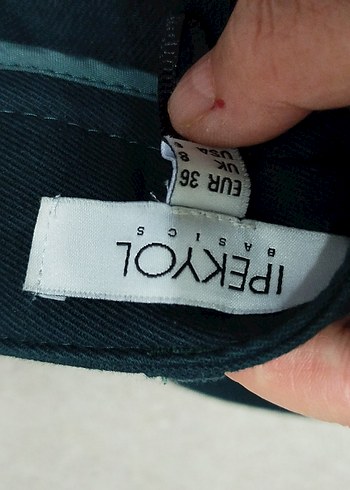 IPEKYOL
BASICS
EUR 36
UK 8
USA